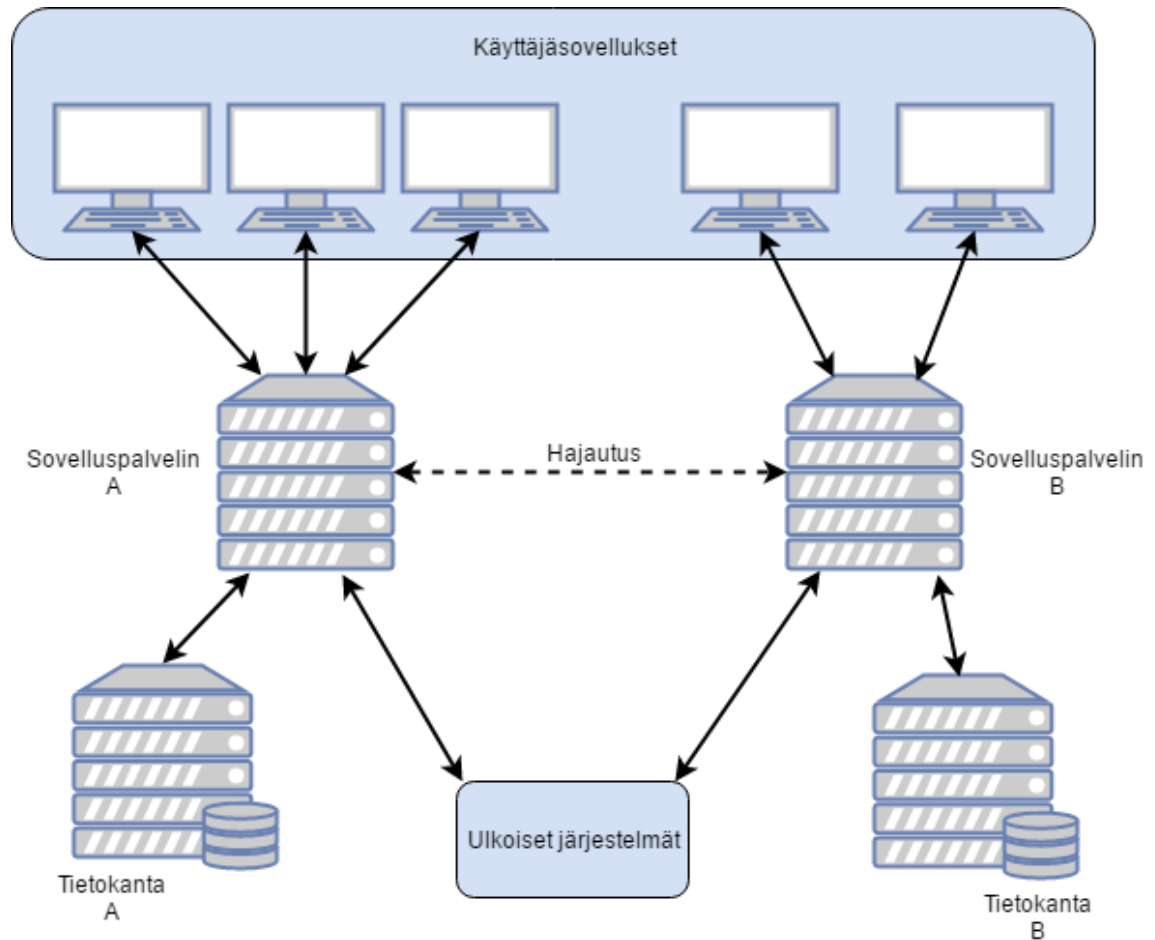 Käyttäjäsovellukset
Sovelluspalvelin
A
Hajautus
Sovelluspalvelin
B
Ulkoiset järjestelmät
Tietokanta
A
Tietokanta
B